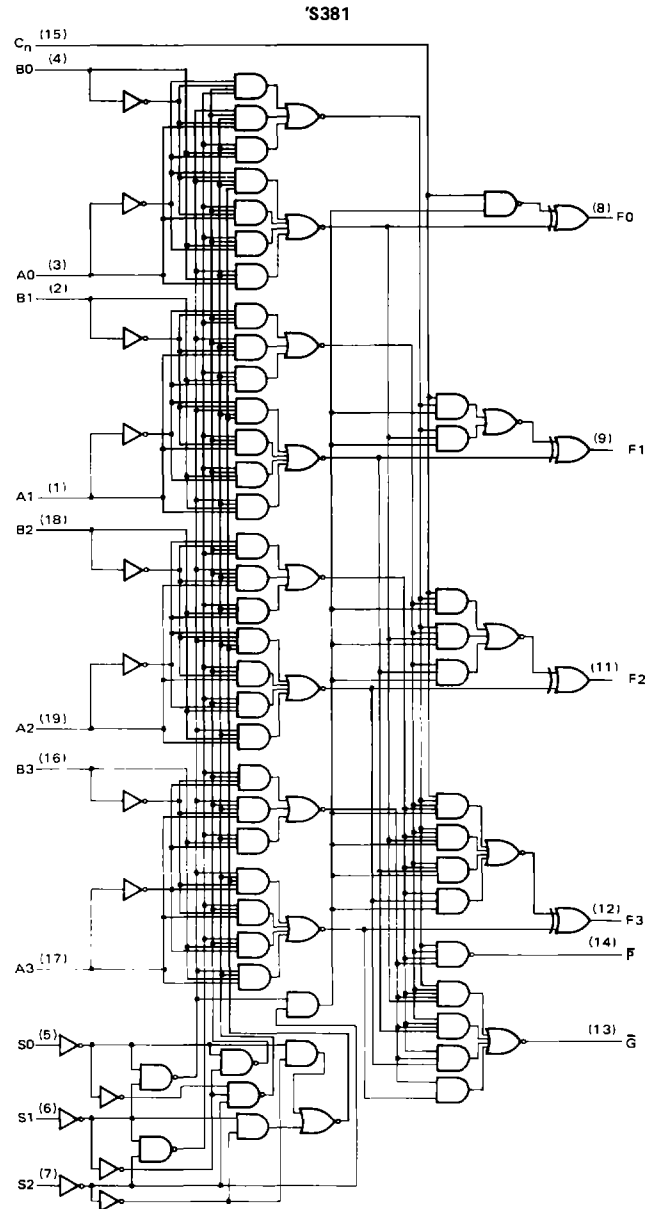 'S381
Cn (15)
B0 (4)
(8) F0
A0 (3)
B1 (2)
(9) F1
A1 (1)
B2 (18)
(11) F2
A2 (19)
B3 (16)
(12) F3
(14) P̅
A3 (17)
(13) G̅
S0 (5)
S1 (6)
S2 (7)